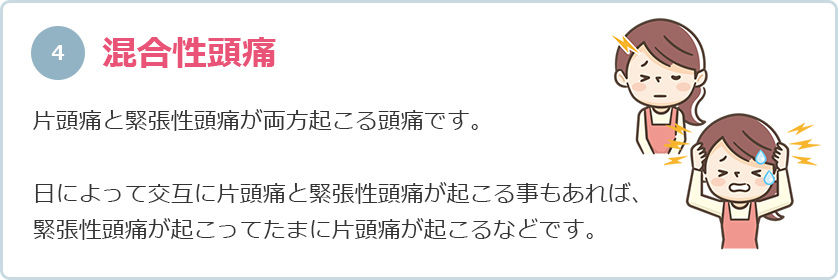 4 混合性頭痛
片頭痛と緊張性頭痛が両方起こる頭痛です。
日によって交互に片頭痛と緊張性頭痛が起こる事もあれば、
緊張性頭痛が起こってたまに片頭痛が起こるなどです。